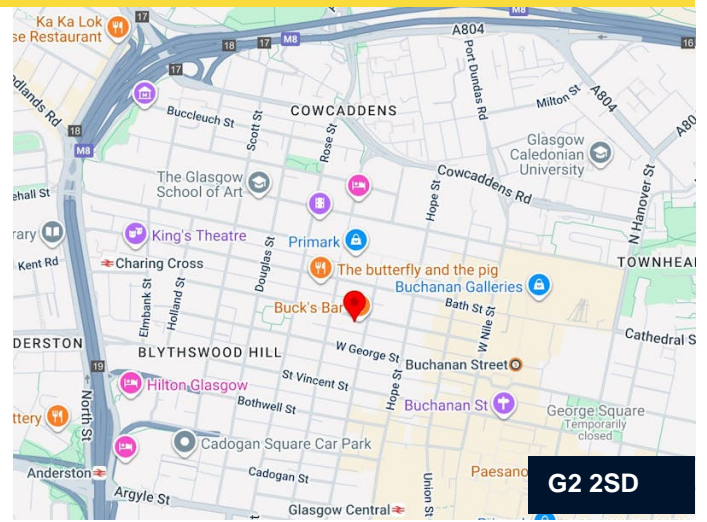 Ka Ka Lok
se Restaurant
17
M8
A804
16
18
17
M8
17
Port Dundas Rd
Milton St
A804
A80
odlands Rd
Buccleuch St
Scott St
COWCADDENS
Rose St
18
M8
Glasgow
Caledonian
University
The Glasgow
School of Art
Cowcaddens Rd
ehall St
Hope St
N Hanover St
rary
King's Theatre
Primark
Kent Rd
Charing Cross
Douglas St
The butterfly and the pig
TOWNHEA
Buchanan Galleries
Elmbank St
Holland St
Buck's Bar
Bath St
W Nile St
DERSTON
BLYTHSWOOD HILL
W George St
Cathedral S
19
Buchanan Street
Hilton Glasgow
St Vincent St
Hope St
North St
Bothwell St
Buchanan St
George Square
Temporarily
closed
ttery
Cadogan Square Car Park
Anderston
Cadogan St
Paesano
G2 2SD
Argyle St
Union St
Glasgow Central